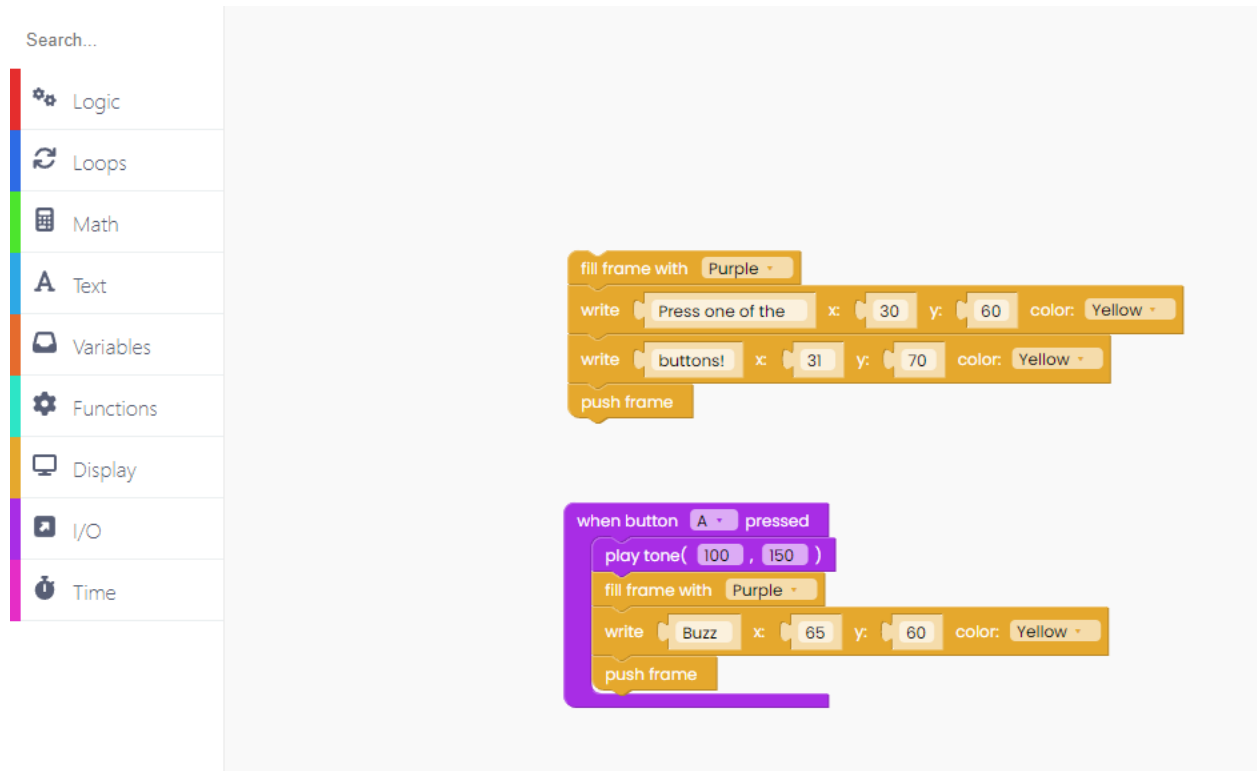 Search...
Logic
Loops
Math
Text
Variables
Functions
Display
I/O
Time
fill frame with Purple
write Press one of the x: 30 y: 60 color: Yellow
write buttons! x: 31 y: 70 color: Yellow
push frame
when button A pressed
play tone( 100 , 150 )
fill frame with Purple
write Buzz x: 65 y: 60 color: Yellow
push frame